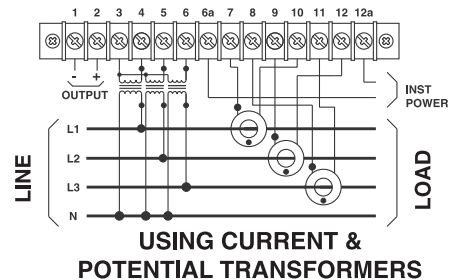 1 2 3 4 5 6 6a 7 8 9 10 11 12 12a
- +
OUTPUT
INST
POWER
L1
L2
L3
N
LINE
LOAD
USING CURRENT &
POTENTIAL TRANSFORMERS